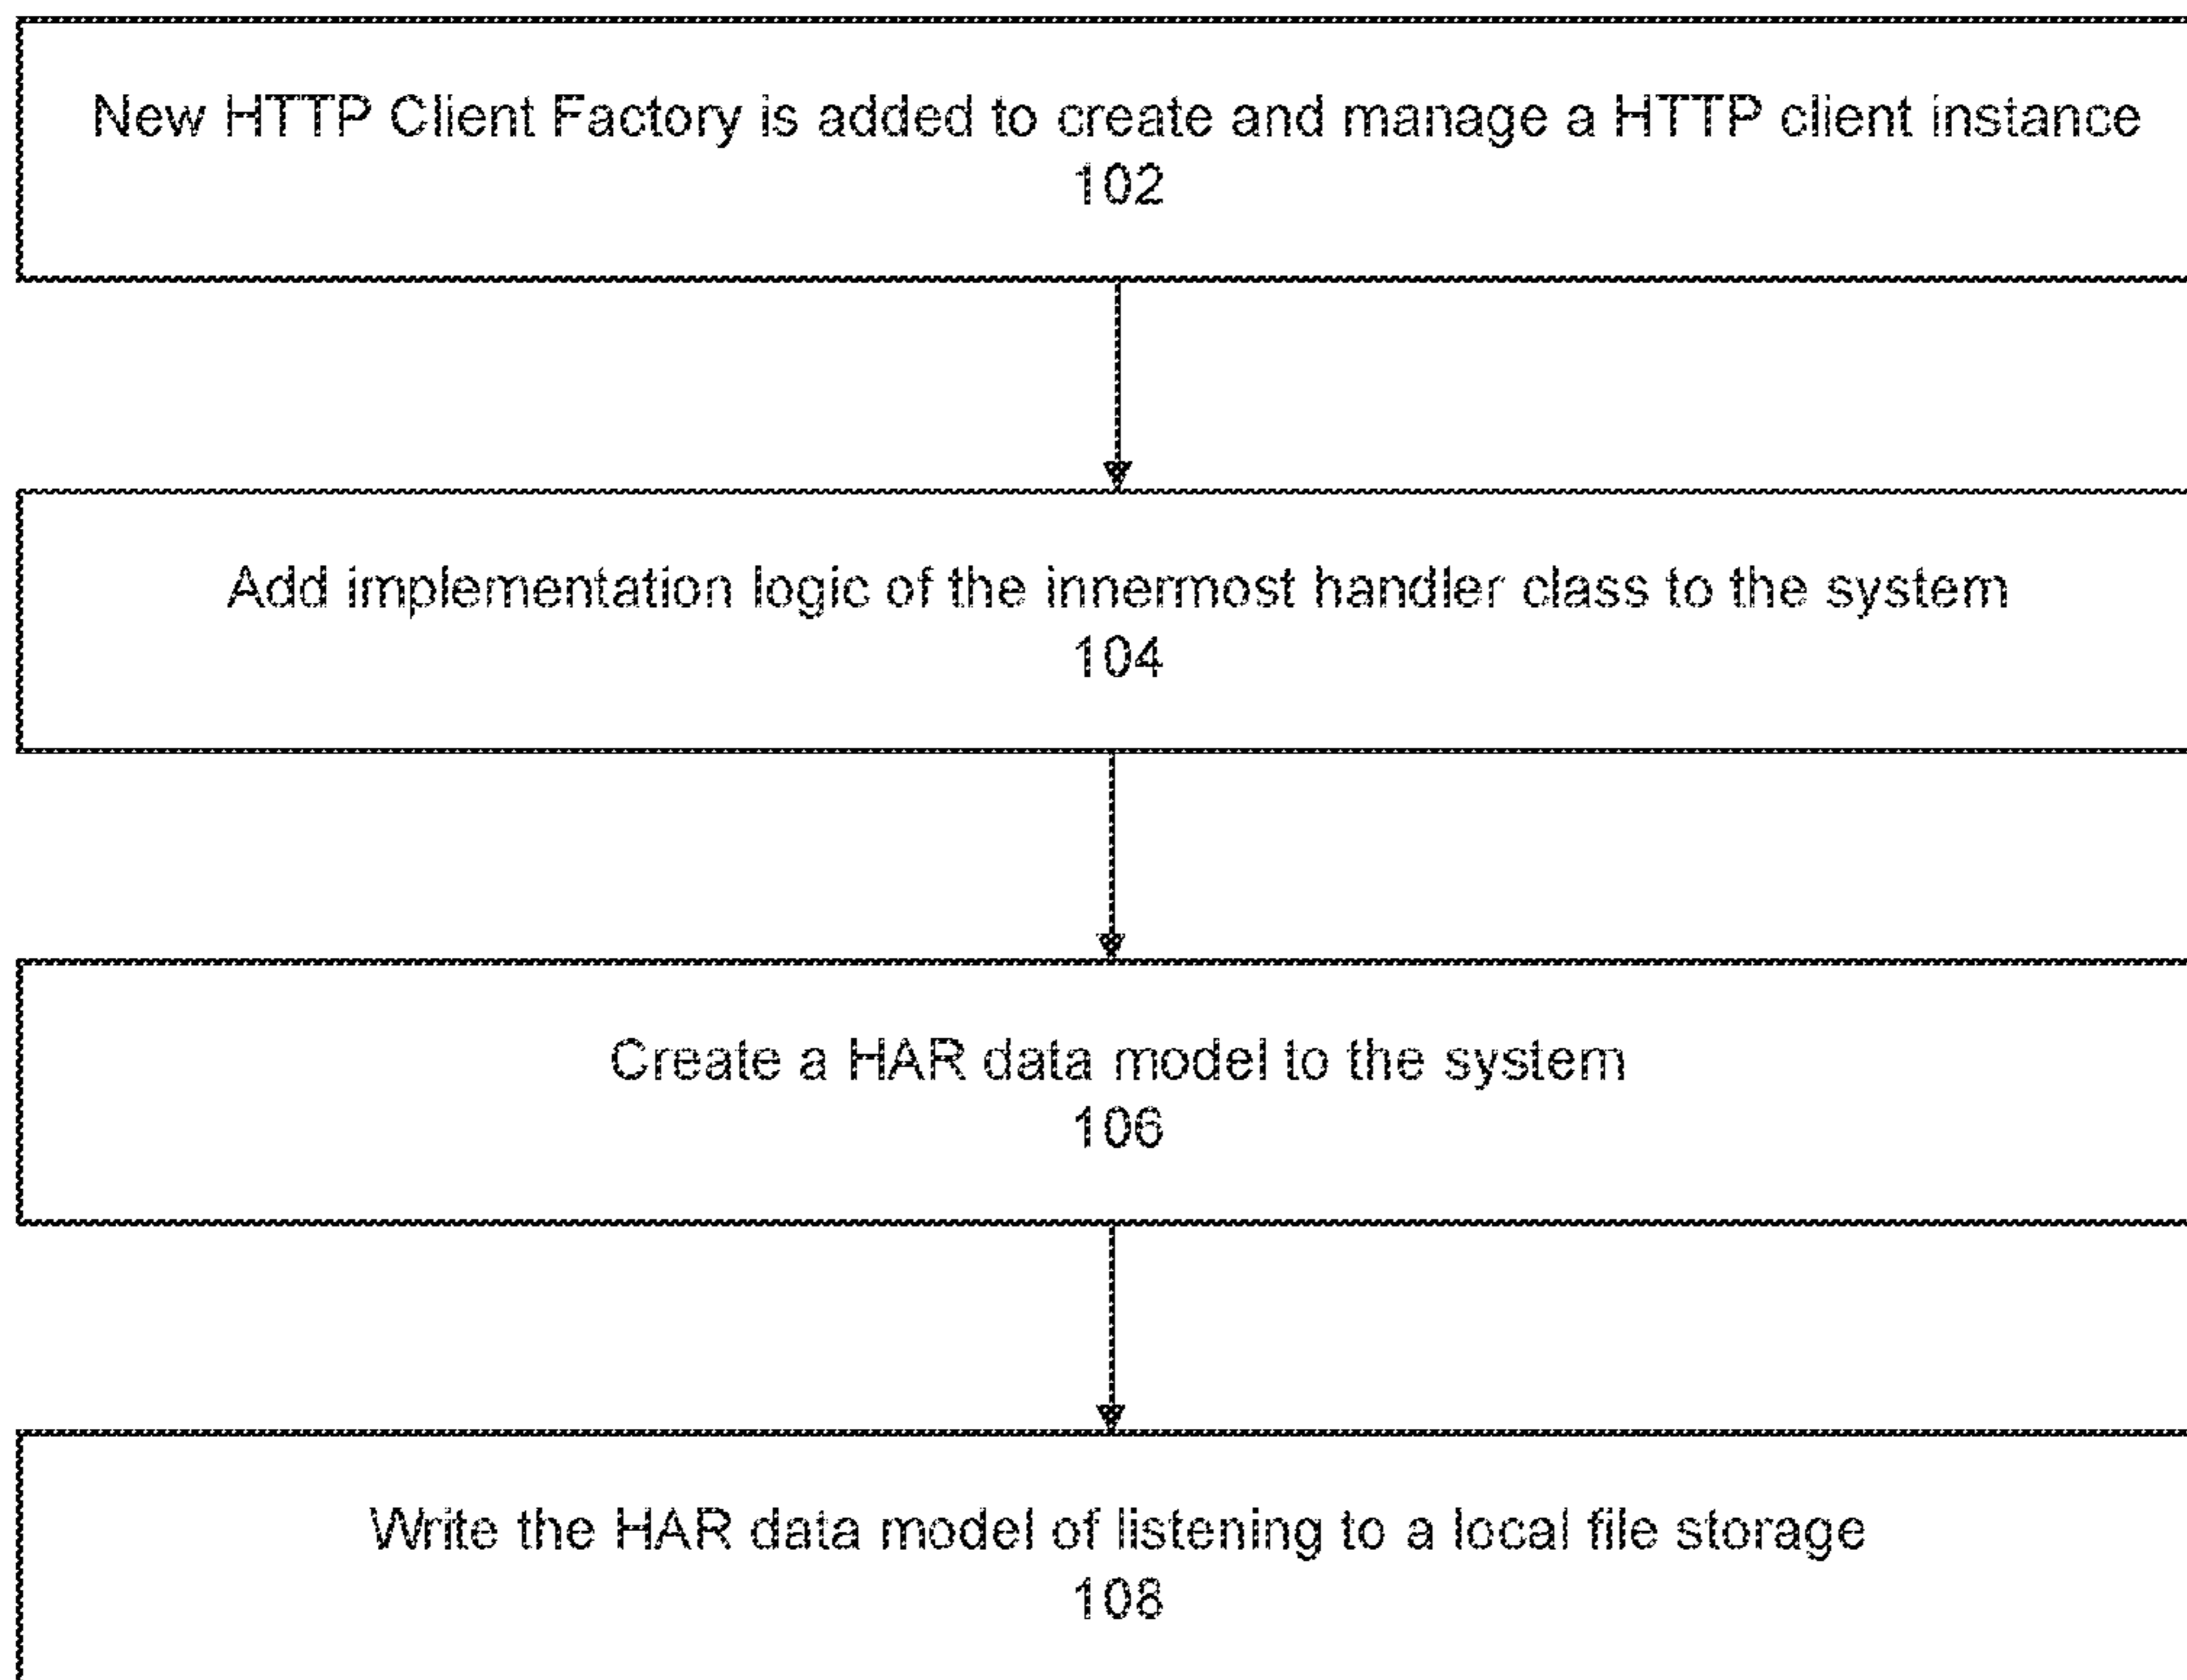 New HTTP Client Factory is added to create and manage a HTTP client instance
102
Add implementation logic of the innermost handler class to the system
104
Create a HAR data model to the system
106
Write the HAR data model of listening to a local file storage
108